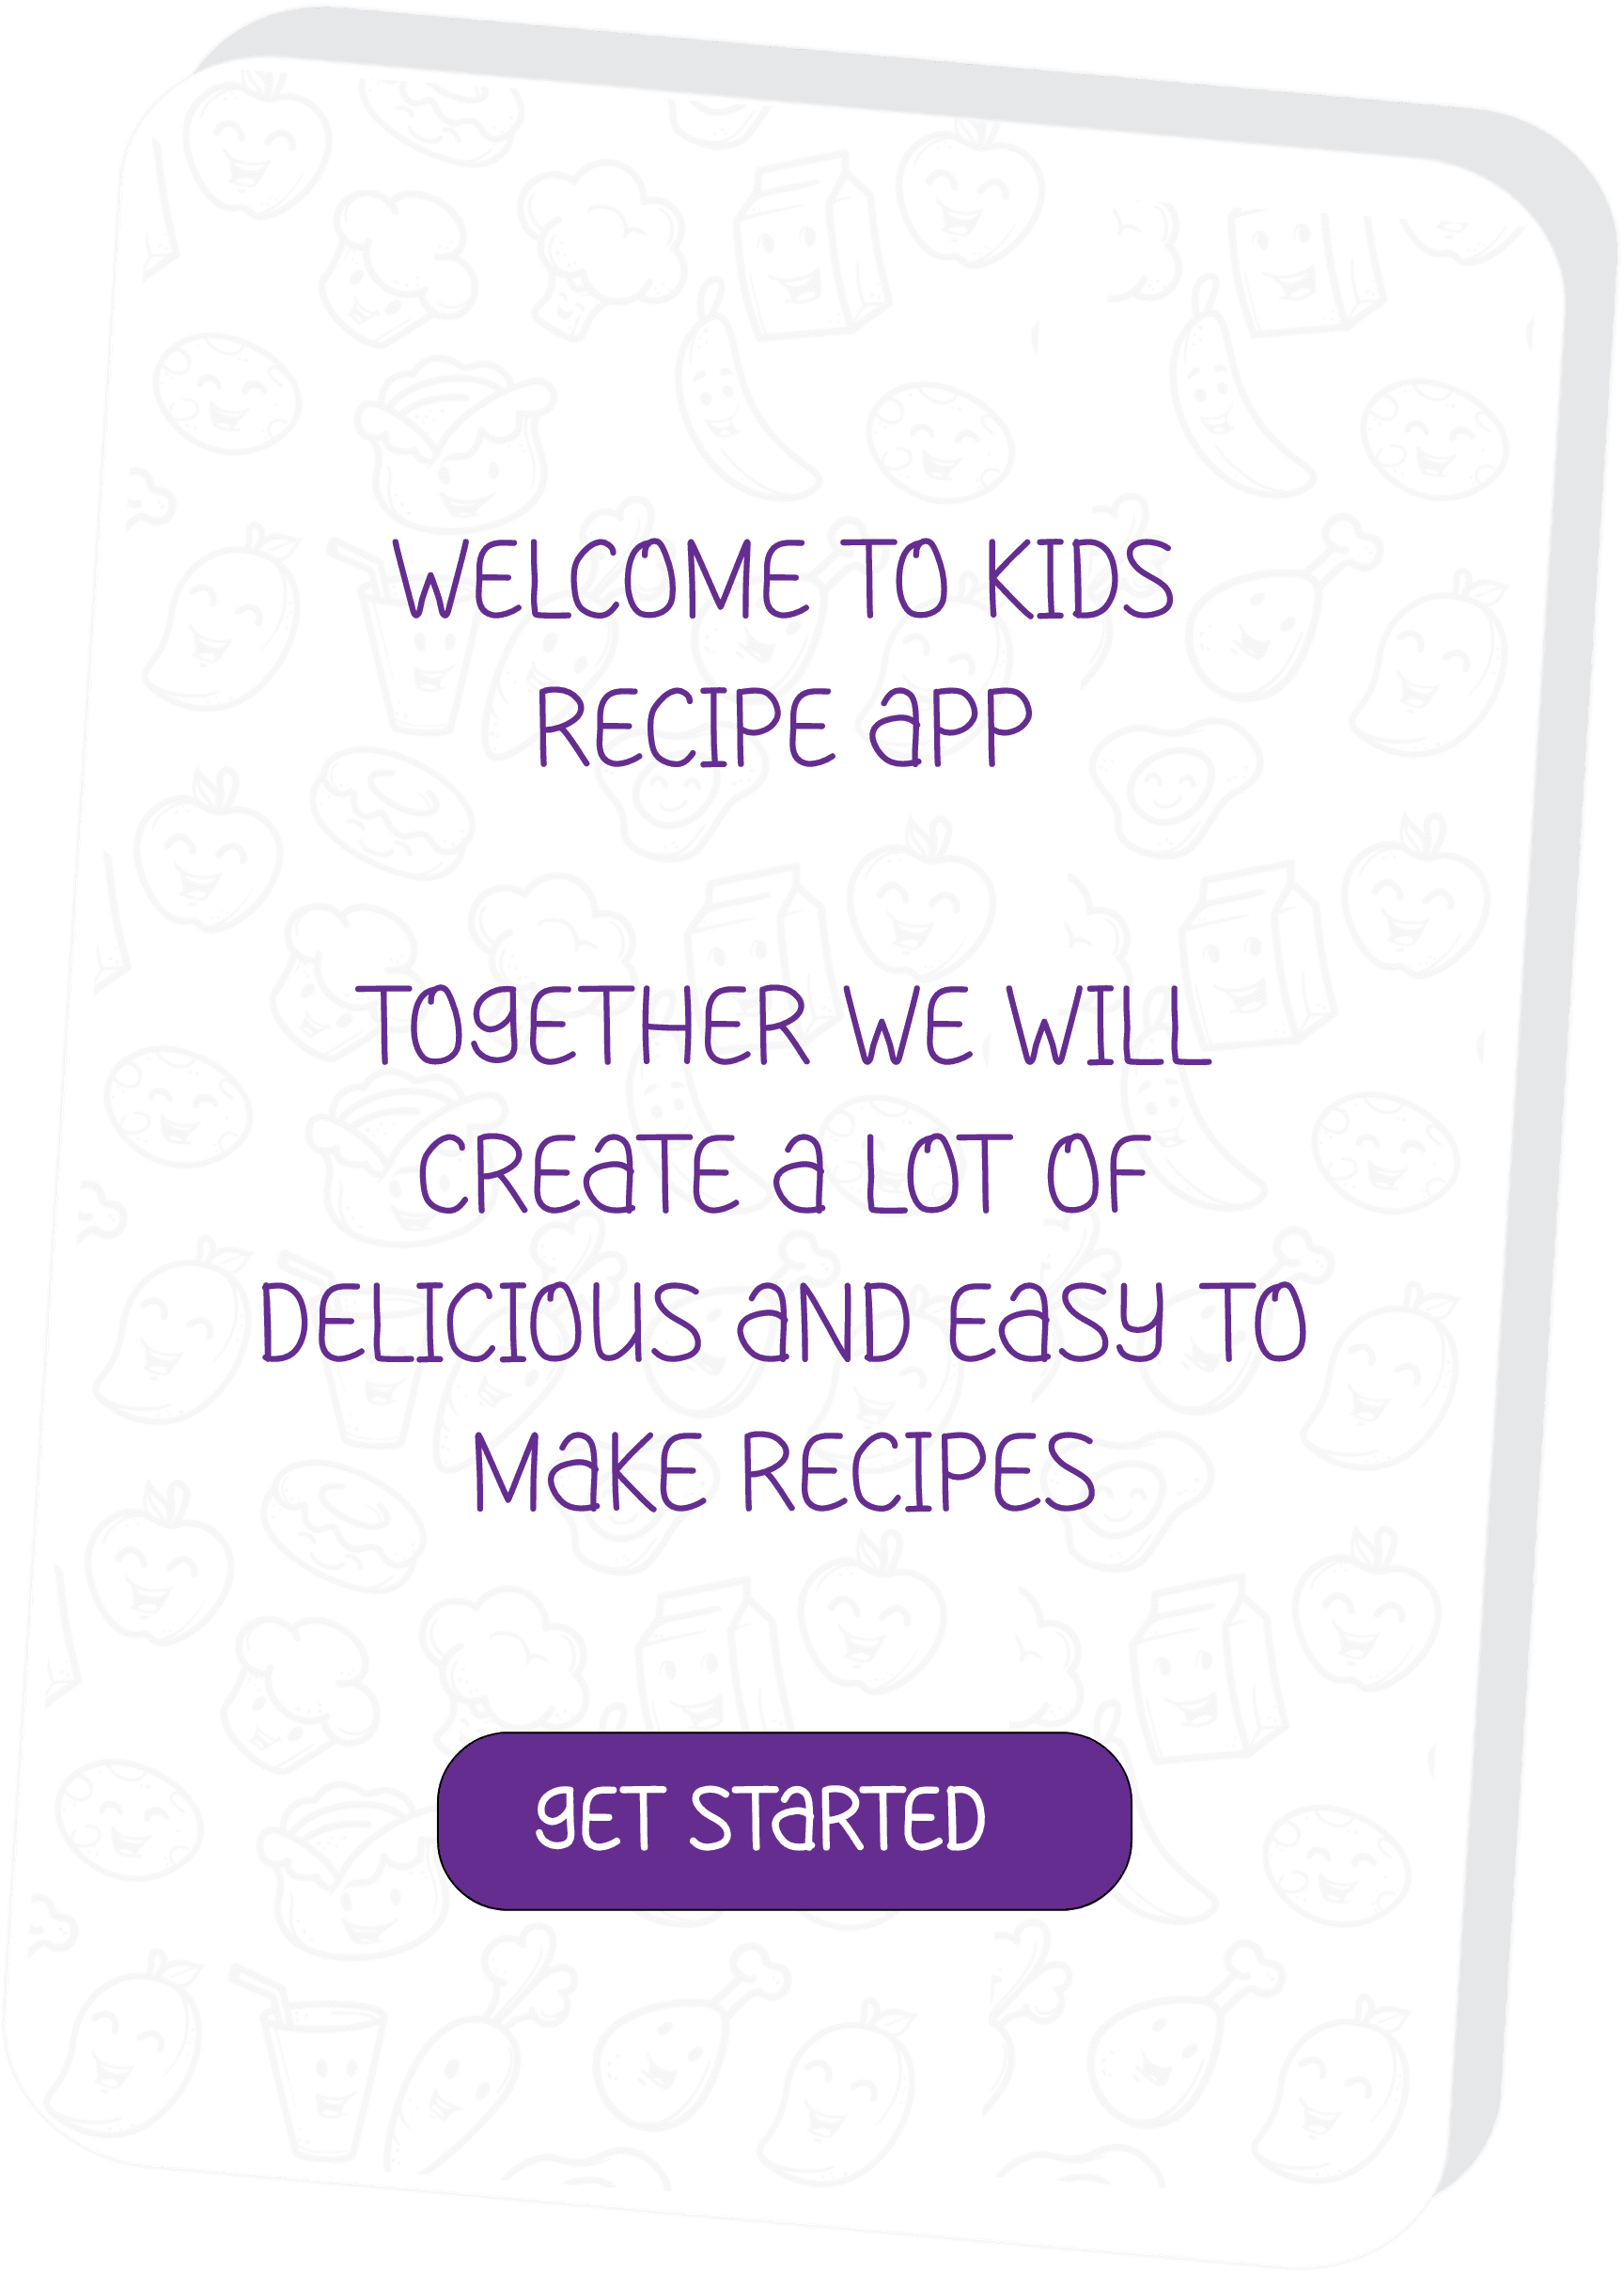 WELCOME TO KIDS
RECIPE aPP
TOgETHER WE WILL
CREaTE a LOT OF
DELICIOUS aND EaSy TO
MaKE RECIPES
gET STaRTED